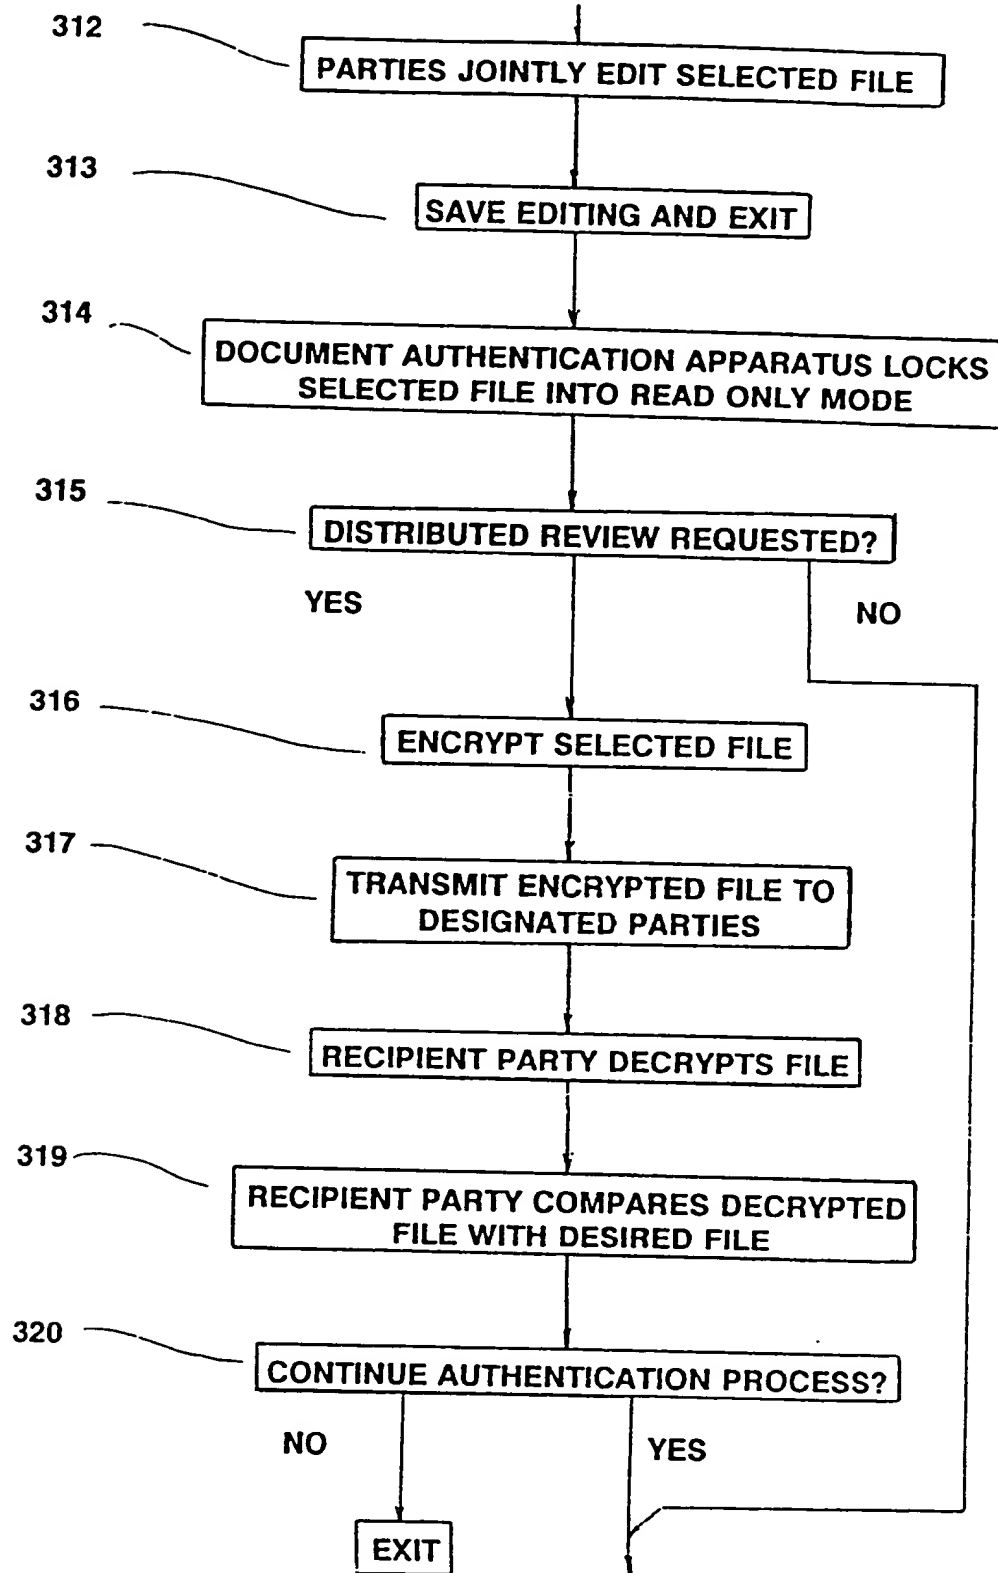 312
PARTIES JOINTLY EDIT SELECTED FILE
313
SAVE EDITING AND EXIT
314
DOCUMENT AUTHENTICATION APPARATUS LOCKS
SELECTED FILE INTO READ ONLY MODE
315
DISTRIBUTED REVIEW REQUESTED?
YES
NO
316
ENCRYPT SELECTED FILE
317
TRANSMIT ENCRYPTED FILE TO
DESIGNATED PARTIES
318
RECIPIENT PARTY DECRYPTS FILE
319
RECIPIENT PARTY COMPARES DECRYPTED
FILE WITH DESIRED FILE
320
CONTINUE AUTHENTICATION PROCESS?
NO
YES
EXIT